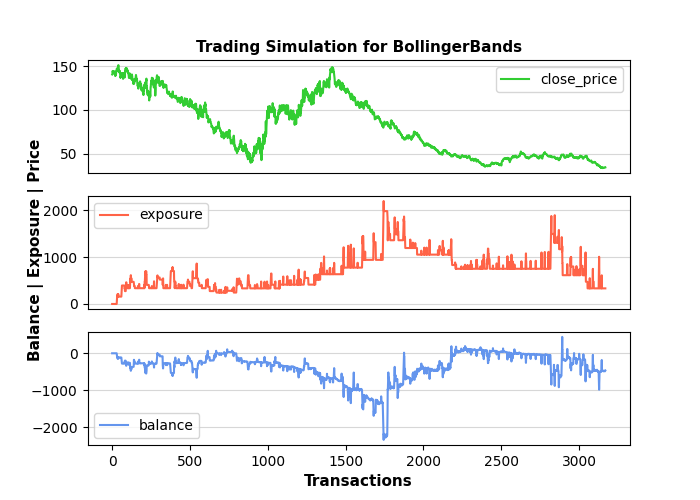 Trading Simulation for BollingerBands
150
100
50
close_price
2000
1000
0
exposure
0
−1000
−2000
balance
0
500
1000
1500
2000
2500
3000
Transactions
Balance | Exposure | Price